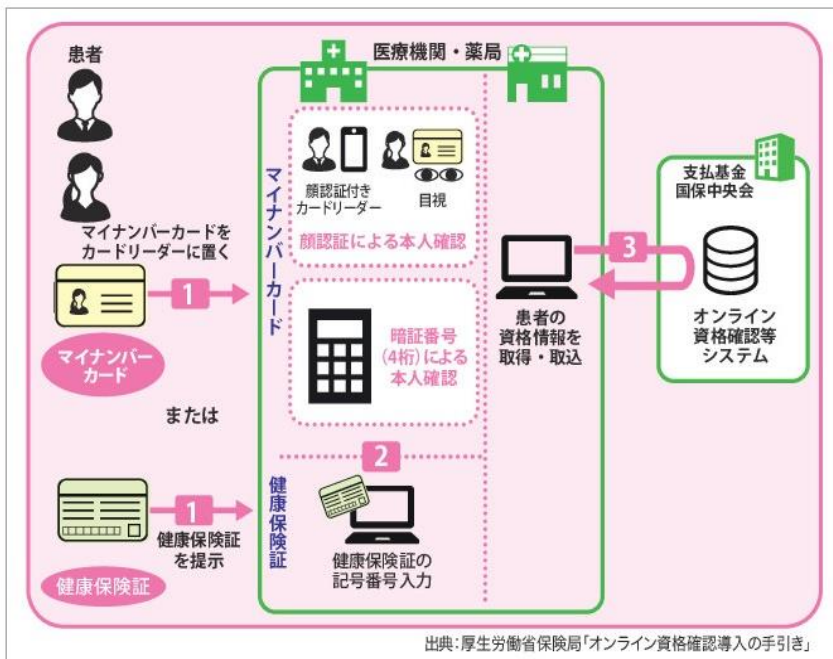 患者
医療機関・薬局
マイナンバーカードを
カードリーダーに置く
1
マイナンバー
カード
または
1
健康保険証
を提示
健康保険証
マイナンバーカード
顔認証付き
カードリーダー
目視
顔認証による本人確認
暗証番号
(4桁)による
本人確認
2
健康保険証
健康保険証の
記号番号入力
患者の
資格情報を
取得・取込
3
支払基金
国保中央会
オンライン
資格確認等
システム
出典:厚生労働省保険局「オンライン資格確認導入の手引き」